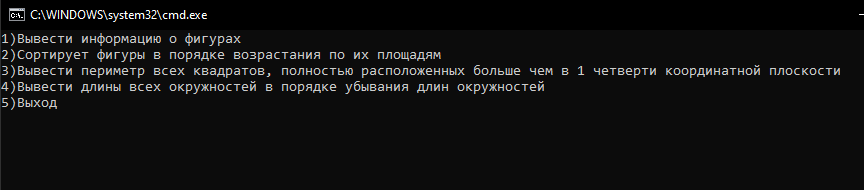 C:\WINDOWS\system32\cmd.exe
1)Вывести информацию о фигурах
2)Сортирует фигуры в порядке возрастания по их площадям
3)Вывести периметр всех квадратов, полностью расположенных больше чем в 1 четверти координатной плоскости
4)Вывести длины всех окружностей в порядке убывания длин окружностей
5)Выход